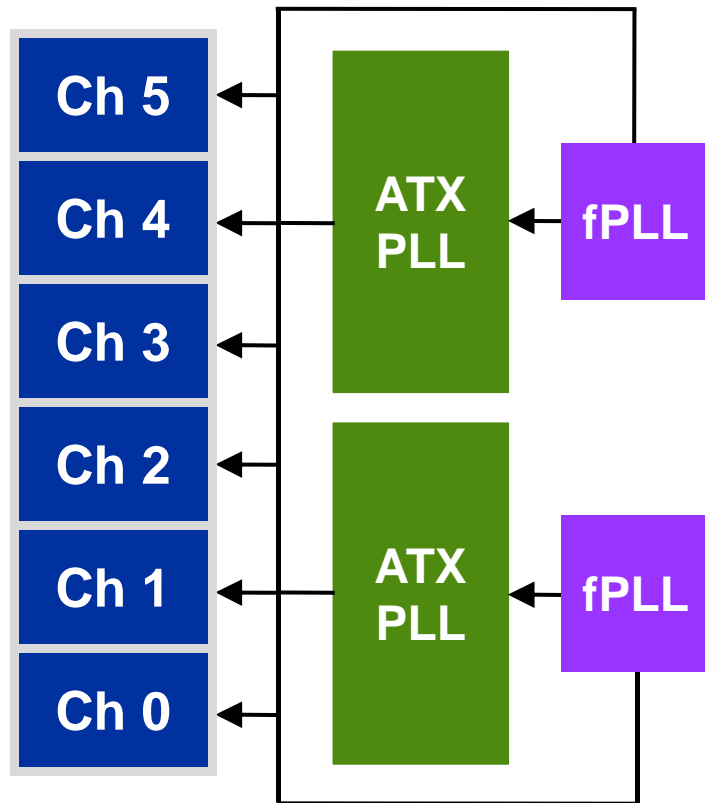 Ch 5
Ch 4
Ch 3
Ch 2
Ch 1
Ch 0
ATX
PLL
fPLL
ATX
PLL
fPLL